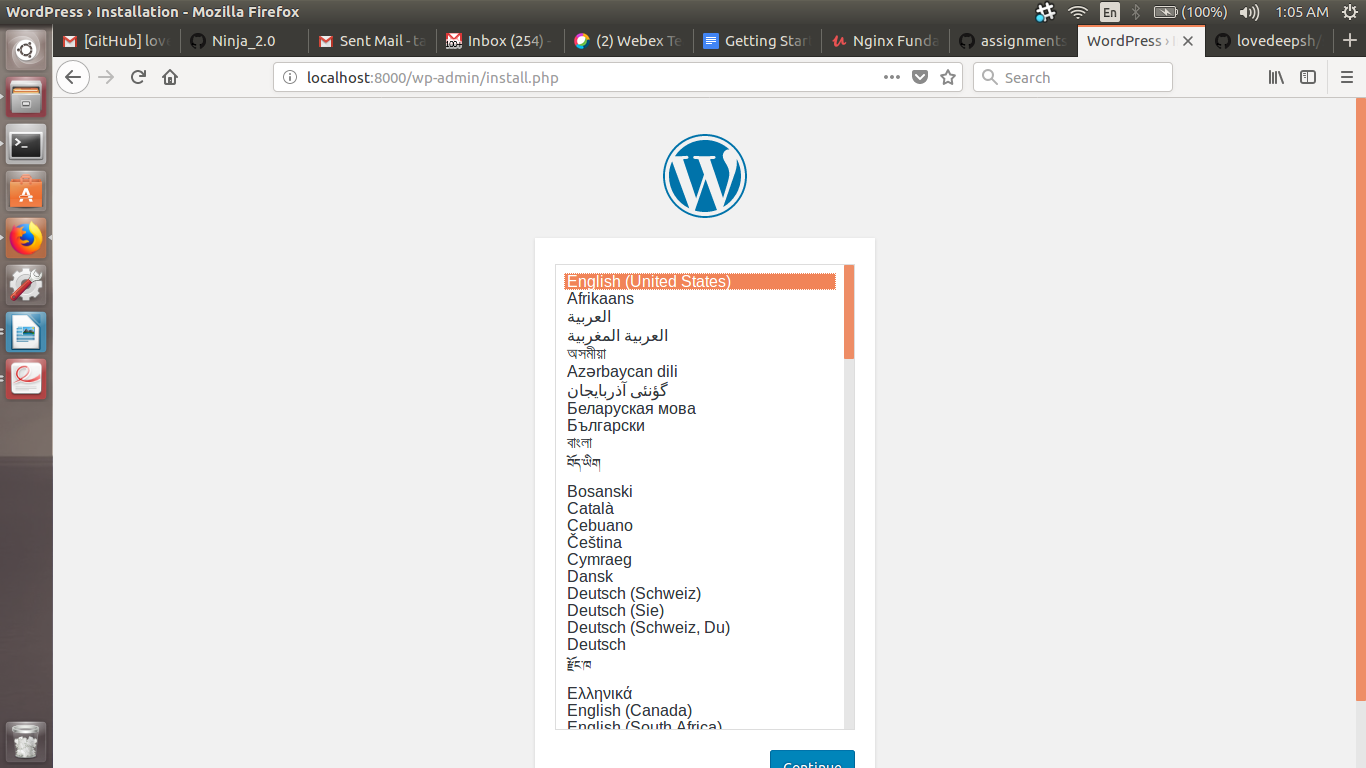 WordPress › Installation - Mozilla Firefox
En
(100%)
1:05 AM
[GitHub] lov
Ninja_2.0
Sent Mail - ta
Inbox (254) -
(2) Webex Te
Getting Star
Nginx Funda
assignments
WordPress ›
lovedeepsh/
localhost:8000/wp-admin/install.php
Search
English (United States)
Afrikaans
العربية
العربية المغربية
অসমীয়া
Azərbaycan dili
گؤنئی آذربایجان
Беларуская мова
Български
বাংলা
བོད་ཡིག
Bosanski
Català
Cebuano
Čeština
Cymraeg
Dansk
Deutsch (Schweiz)
Deutsch (Sie)
Deutsch (Schweiz, Du)
Deutsch
རྫོང་ཁ
Ελληνικά
English (Canada)
English (South Africa)
Continue